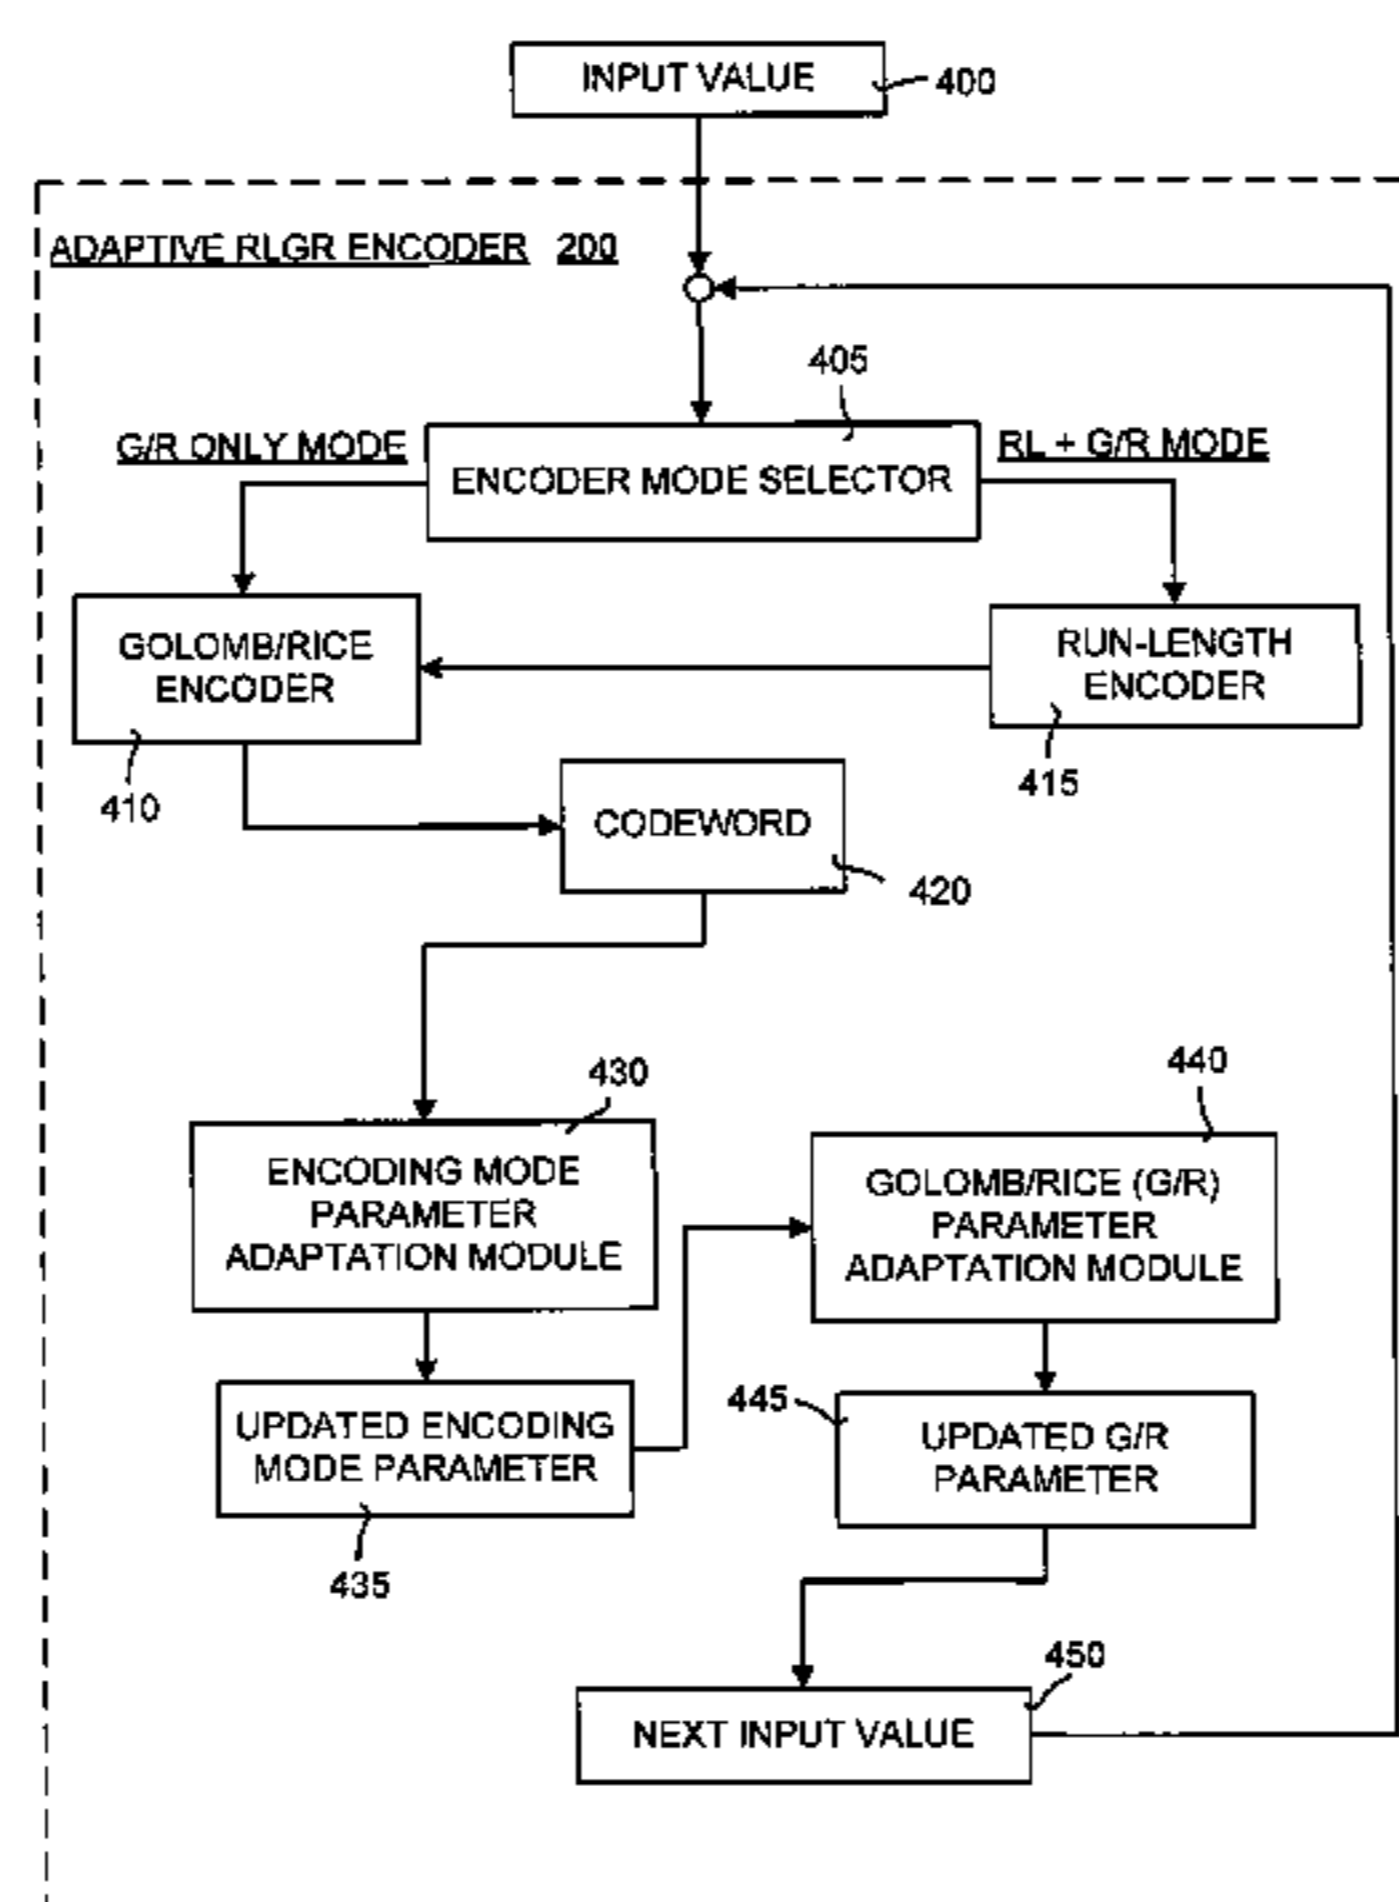 INPUT VALUE
400
ADAPTIVE RLGR ENCODER 200
405
G/R ONLY MODE
RL + G/R MODE
ENCODER MODE SELECTOR
GOLOMB/RICE
ENCODER
RUN-LENGTH
ENCODER
410
415
CODEWORD
420
430
440
ENCODING MODE
PARAMETER
ADAPTATION MODULE
GOLOMB/RICE (G/R)
PARAMETER
ADAPTATION MODULE
445
UPDATED ENCODING
MODE PARAMETER
UPDATED G/R
PARAMETER
435
450
NEXT INPUT VALUE